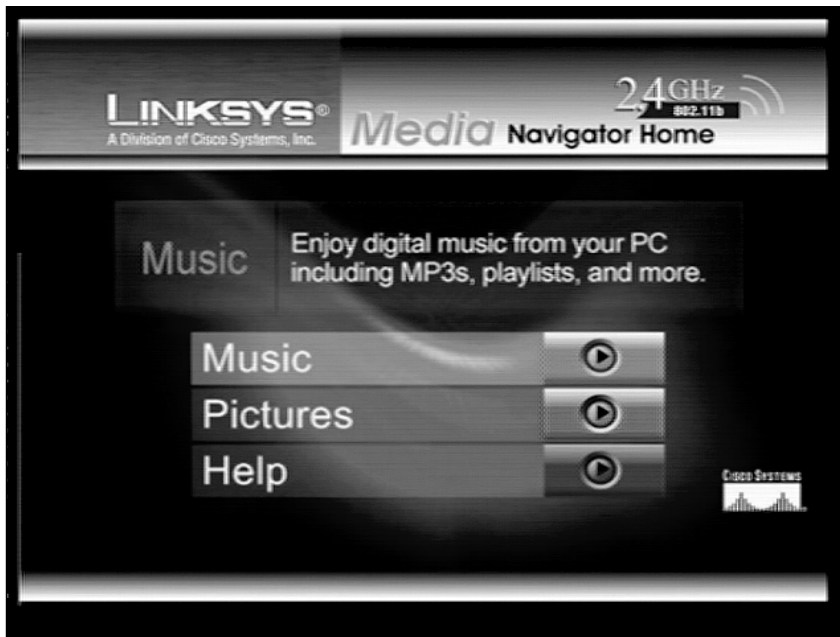 LINKSYS®
A Division of Cisco Systems, Inc.
2,4GHz
802.11b
Media Navigator Home
Music
Enjoy digital music from your PC
including MP3s, playlists, and more.
Music
Pictures
Help
CISCO SYSTEMS